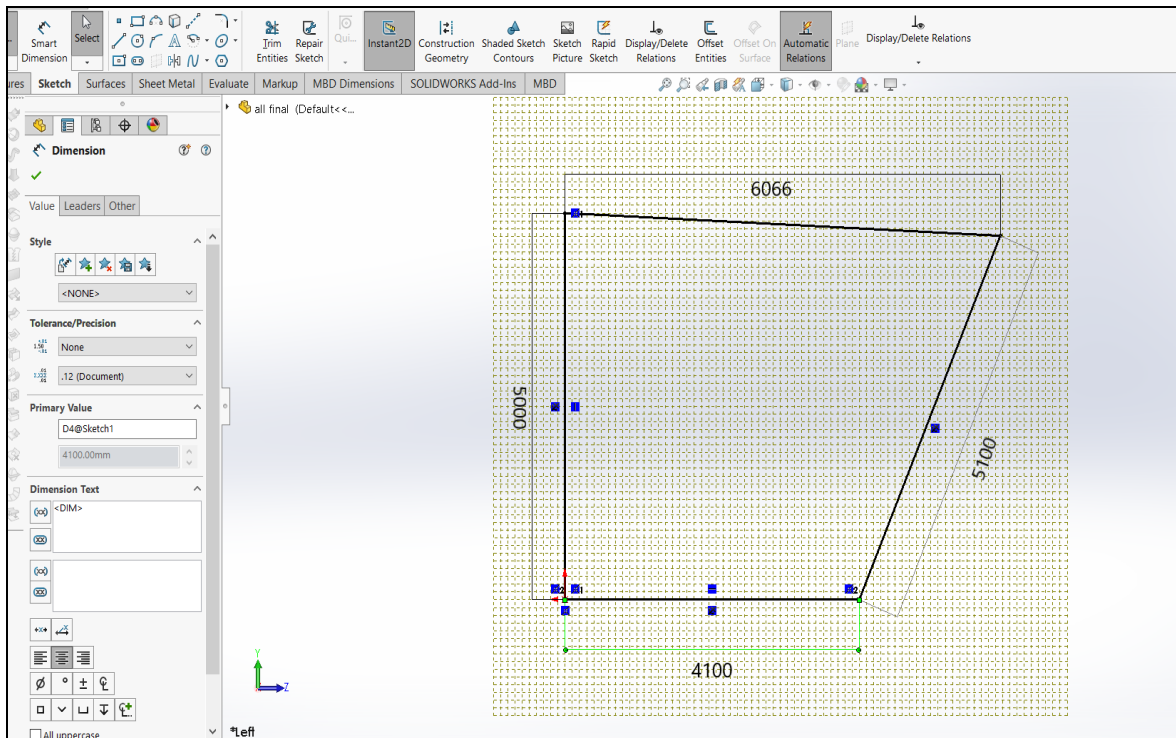 Smart Dimension
Select
Trim Entities
Repair Sketch
Qui...
Instant2D
Construction Geometry
Shaded Sketch Contours
Sketch Picture
Rapid Sketch
Display/Delete Relations
Offset Entities
Offset On Surface
Automatic Relations
Plane
Display/Delete Relations
ures
Sketch
Surfaces
Sheet Metal
Evaluate
Markup
MBD Dimensions
SOLIDWORKS Add-Ins
MBD
all final (Default<<...
Dimension
Value
Leaders
Other
Style
<NONE>
Tolerance/Precision
None
.12 (Document)
Primary Value
D4@Sketch1
4100.00mm
Dimension Text
<DIM>
All uppercase
6066
5000
5100
4100
Y
Z
*Left